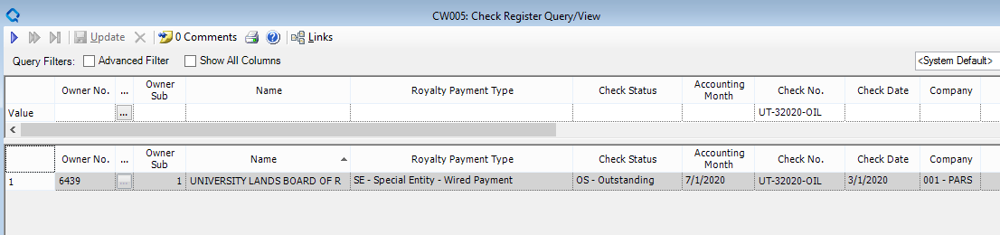 CW005: Check Register Query/View
Update 0 Comments Links
Query Filters: Advanced Filter Show All Columns <System Default>
Owner No. ... Owner Sub Name Royalty Payment Type Check Status Accounting Month Check No. Check Date Company
Value ... UT-32020-OIL
Owner No. ... Owner Sub Name Royalty Payment Type Check Status Accounting Month Check No. Check Date Company
1 6439 ... 1 UNIVERSITY LANDS BOARD OF R SE - Special Entity - Wired Payment OS - Outstanding 7/1/2020 UT-32020-OIL 3/1/2020 001 - PARS